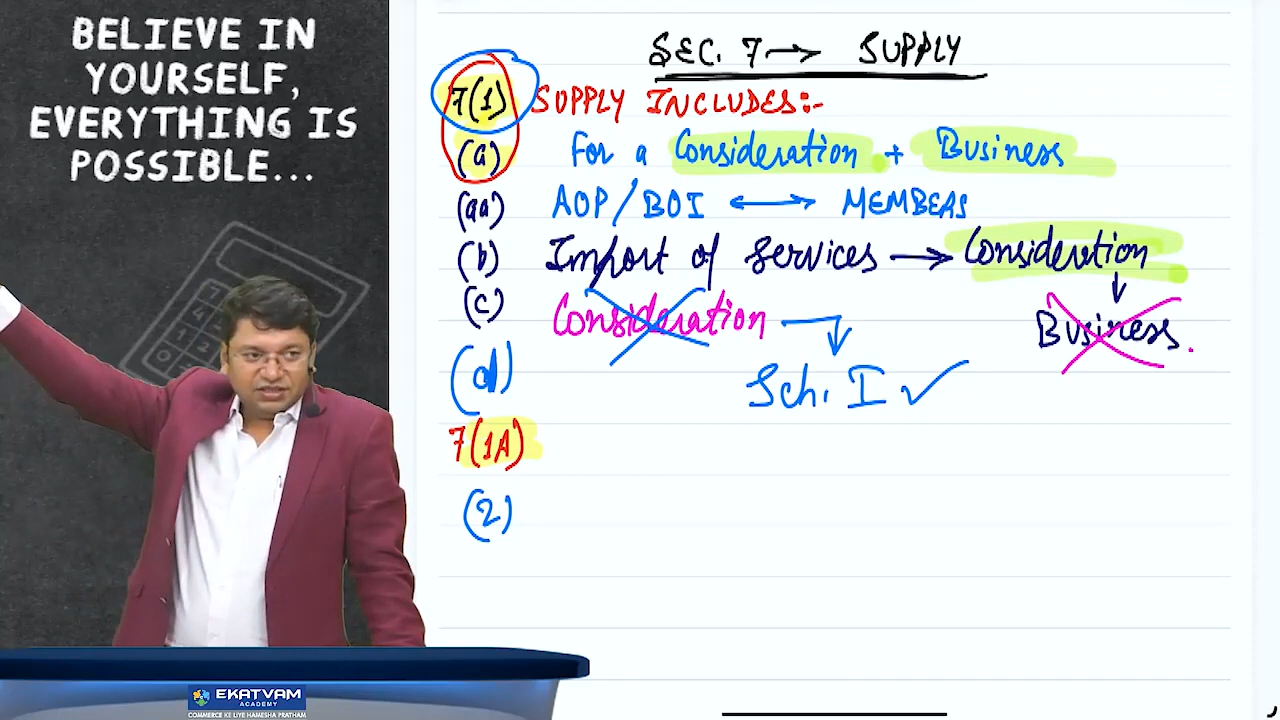 BELIEVE IN
YOURSELF,
EVERYTHING IS
POSSIBLE...
SEC. 7 → SUPPLY
7(1) SUPPLY INCLUDES:-
(a) For a Consideration + Business
(aa) AOP/BOI ↔ MEMBERS
(b) Import of Services → Consideration
↓
Business.
(c) Consideration
↓
Sch. I ✓
(d)
7(1A)
(2)
EKATVAM
ACADEMY
COMMERCE KE LIYE HAMESHA PRATHAM